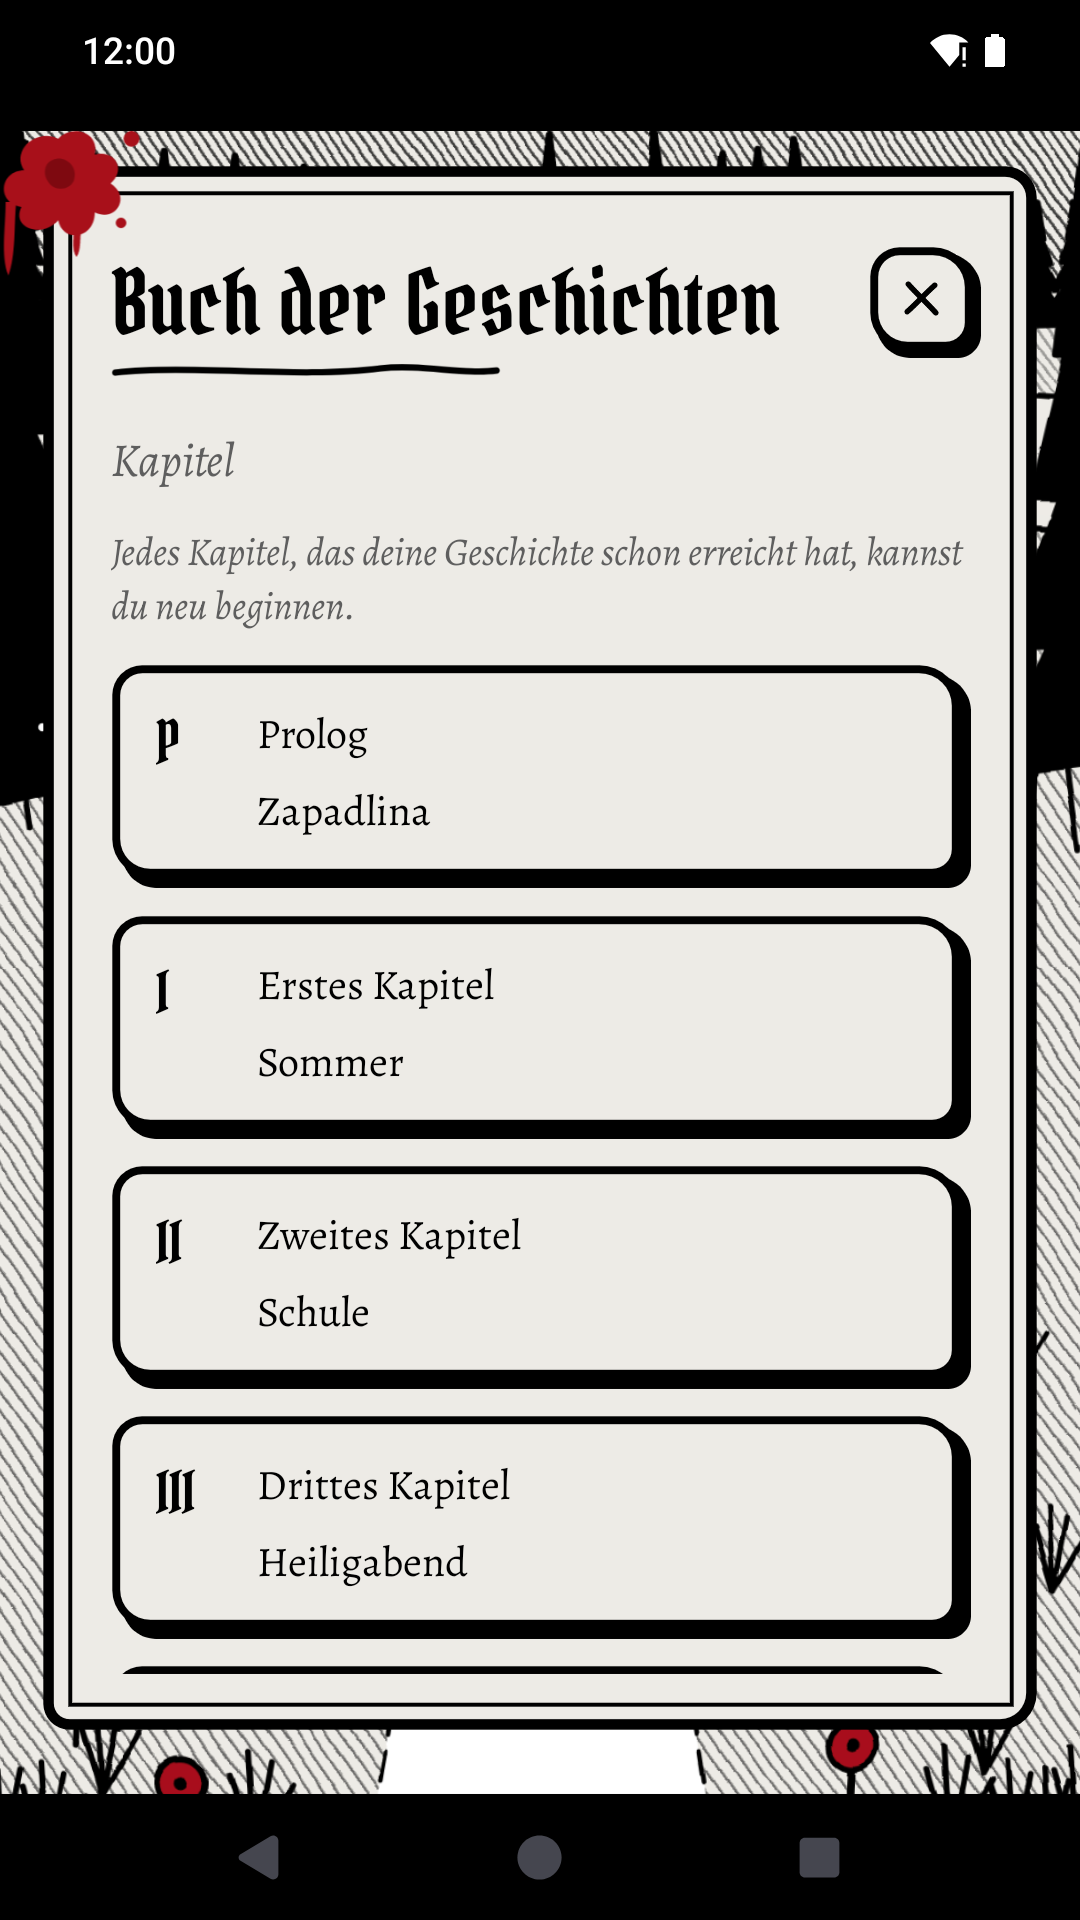 12:00
Buch der Geschichten
Kapitel
Jedes Kapitel, das deine Geschichte schon erreicht hat, kannst
du neu beginnen.
P
Prolog
Zapadlina
I
Erstes Kapitel
Sommer
II
Zweites Kapitel
Schule
III
Drittes Kapitel
Heiligabend